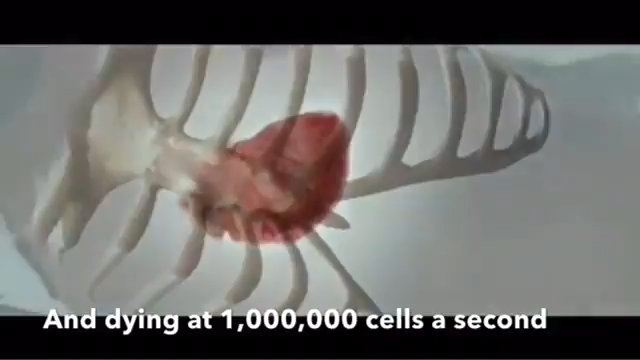 And dying at 1,000,000 cells a second